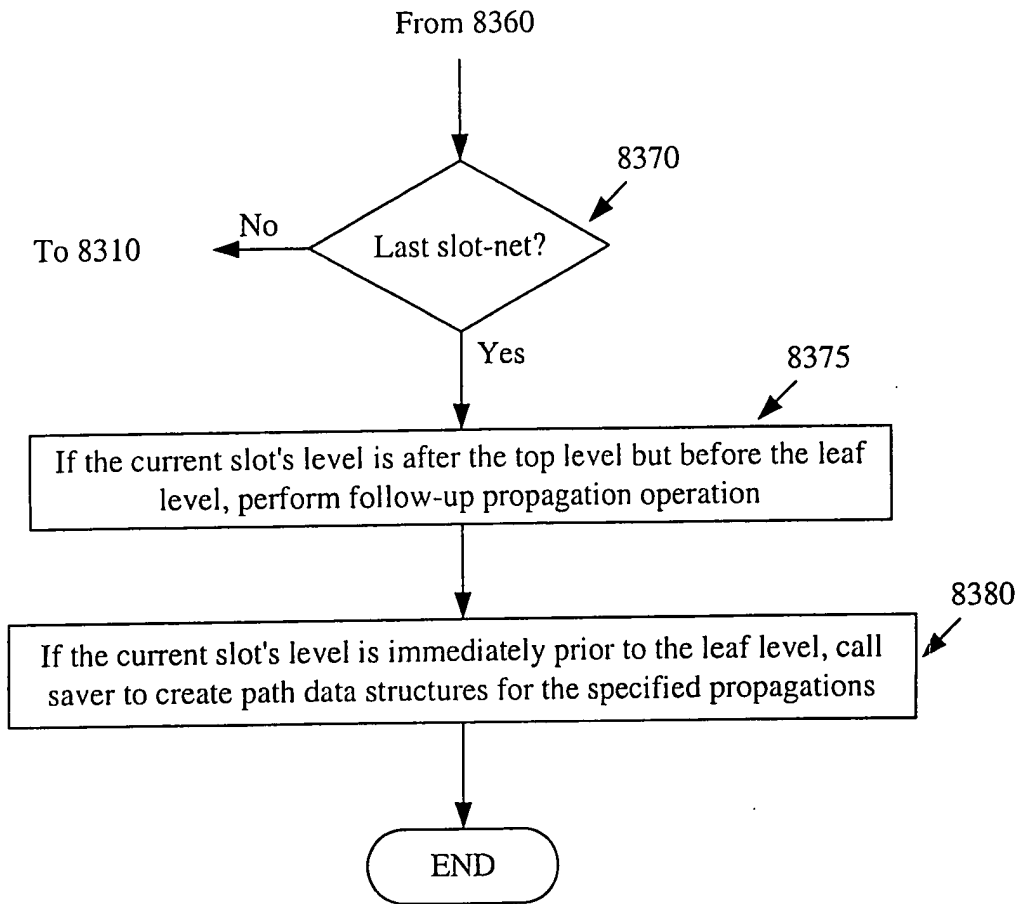 From 8360
8370
No
To 8310
Last slot-net?
Yes
8375
If the current slot's level is after the top level but before the leaf
level, perform follow-up propagation operation
8380
If the current slot's level is immediately prior to the leaf level, call
saver to create path data structures for the specified propagations
END